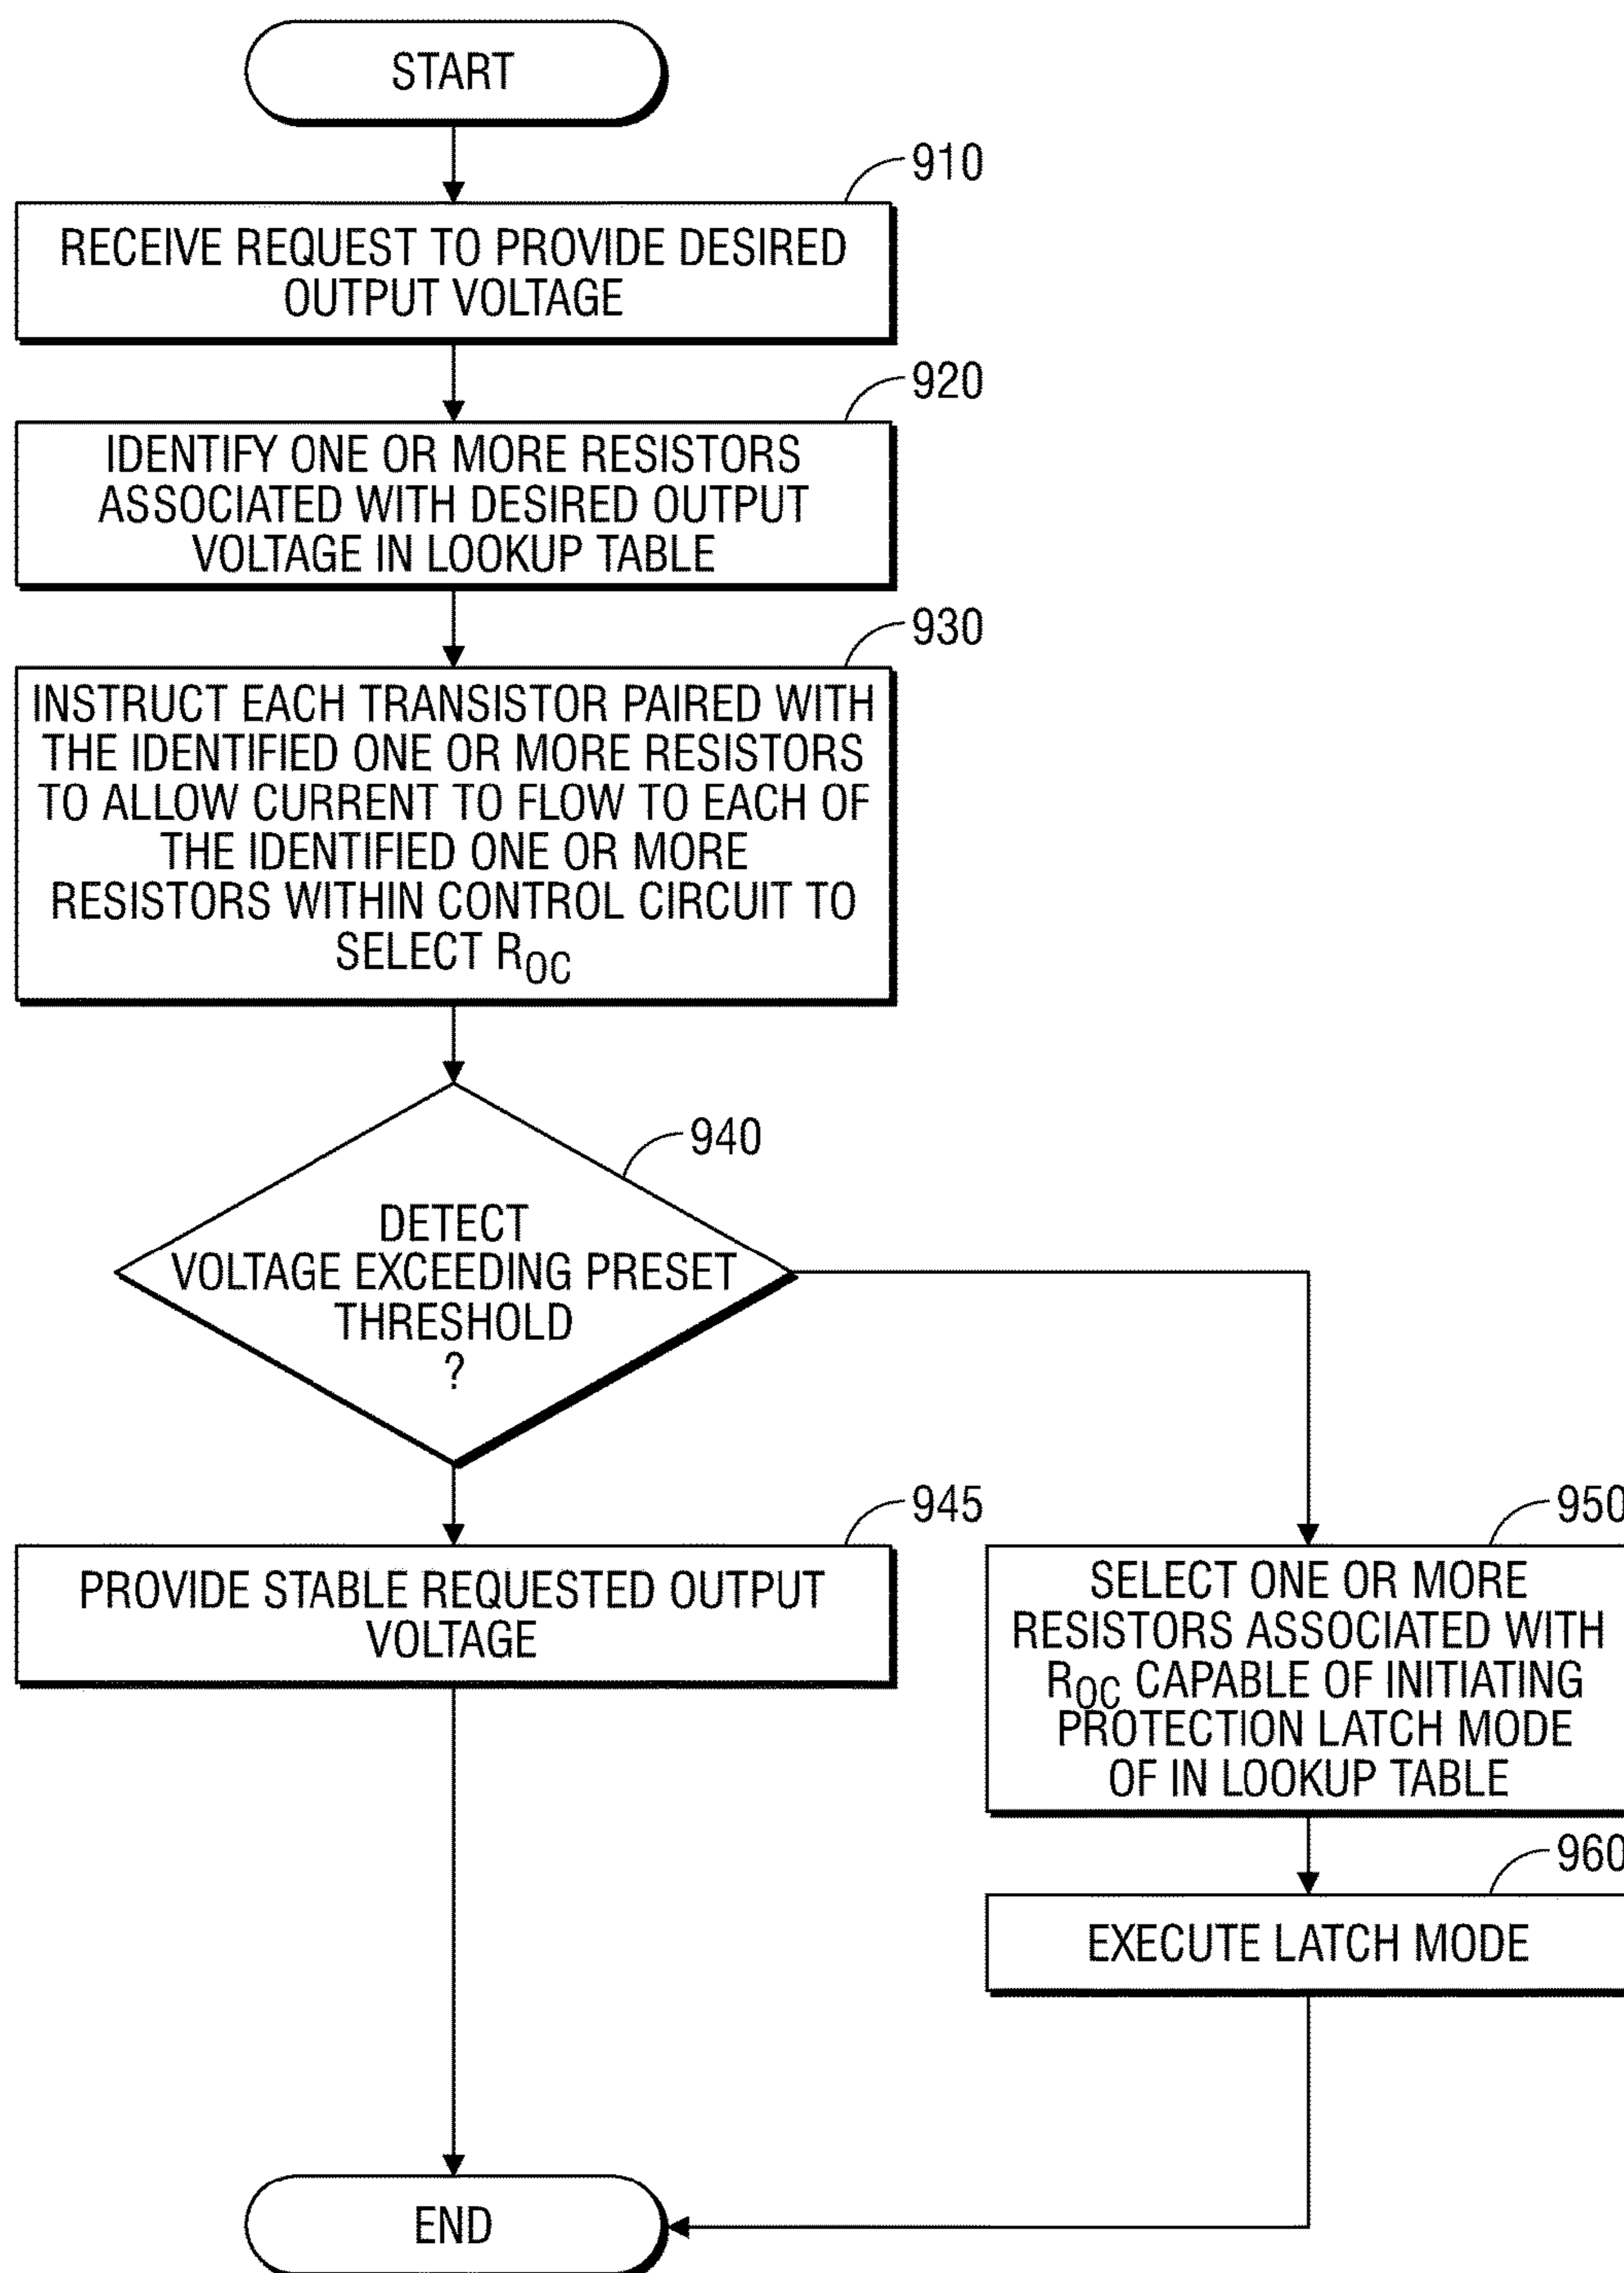 START
910
RECEIVE REQUEST TO PROVIDE DESIRED
OUTPUT VOLTAGE
920
IDENTIFY ONE OR MORE RESISTORS
ASSOCIATED WITH DESIRED OUTPUT
VOLTAGE IN LOOKUP TABLE
930
INSTRUCT EACH TRANSISTOR PAIRED WITH
THE IDENTIFIED ONE OR MORE RESISTORS
TO ALLOW CURRENT TO FLOW TO EACH OF
THE IDENTIFIED ONE OR MORE
RESISTORS WITHIN CONTROL CIRCUIT TO
SELECT ROC
940
DETECT
VOLTAGE EXCEEDING PRESET
THRESHOLD
?
945
PROVIDE STABLE REQUESTED OUTPUT
VOLTAGE
950
SELECT ONE OR MORE
RESISTORS ASSOCIATED WITH
ROC CAPABLE OF INITIATING
PROTECTION LATCH MODE
OF IN LOOKUP TABLE
960
EXECUTE LATCH MODE
END